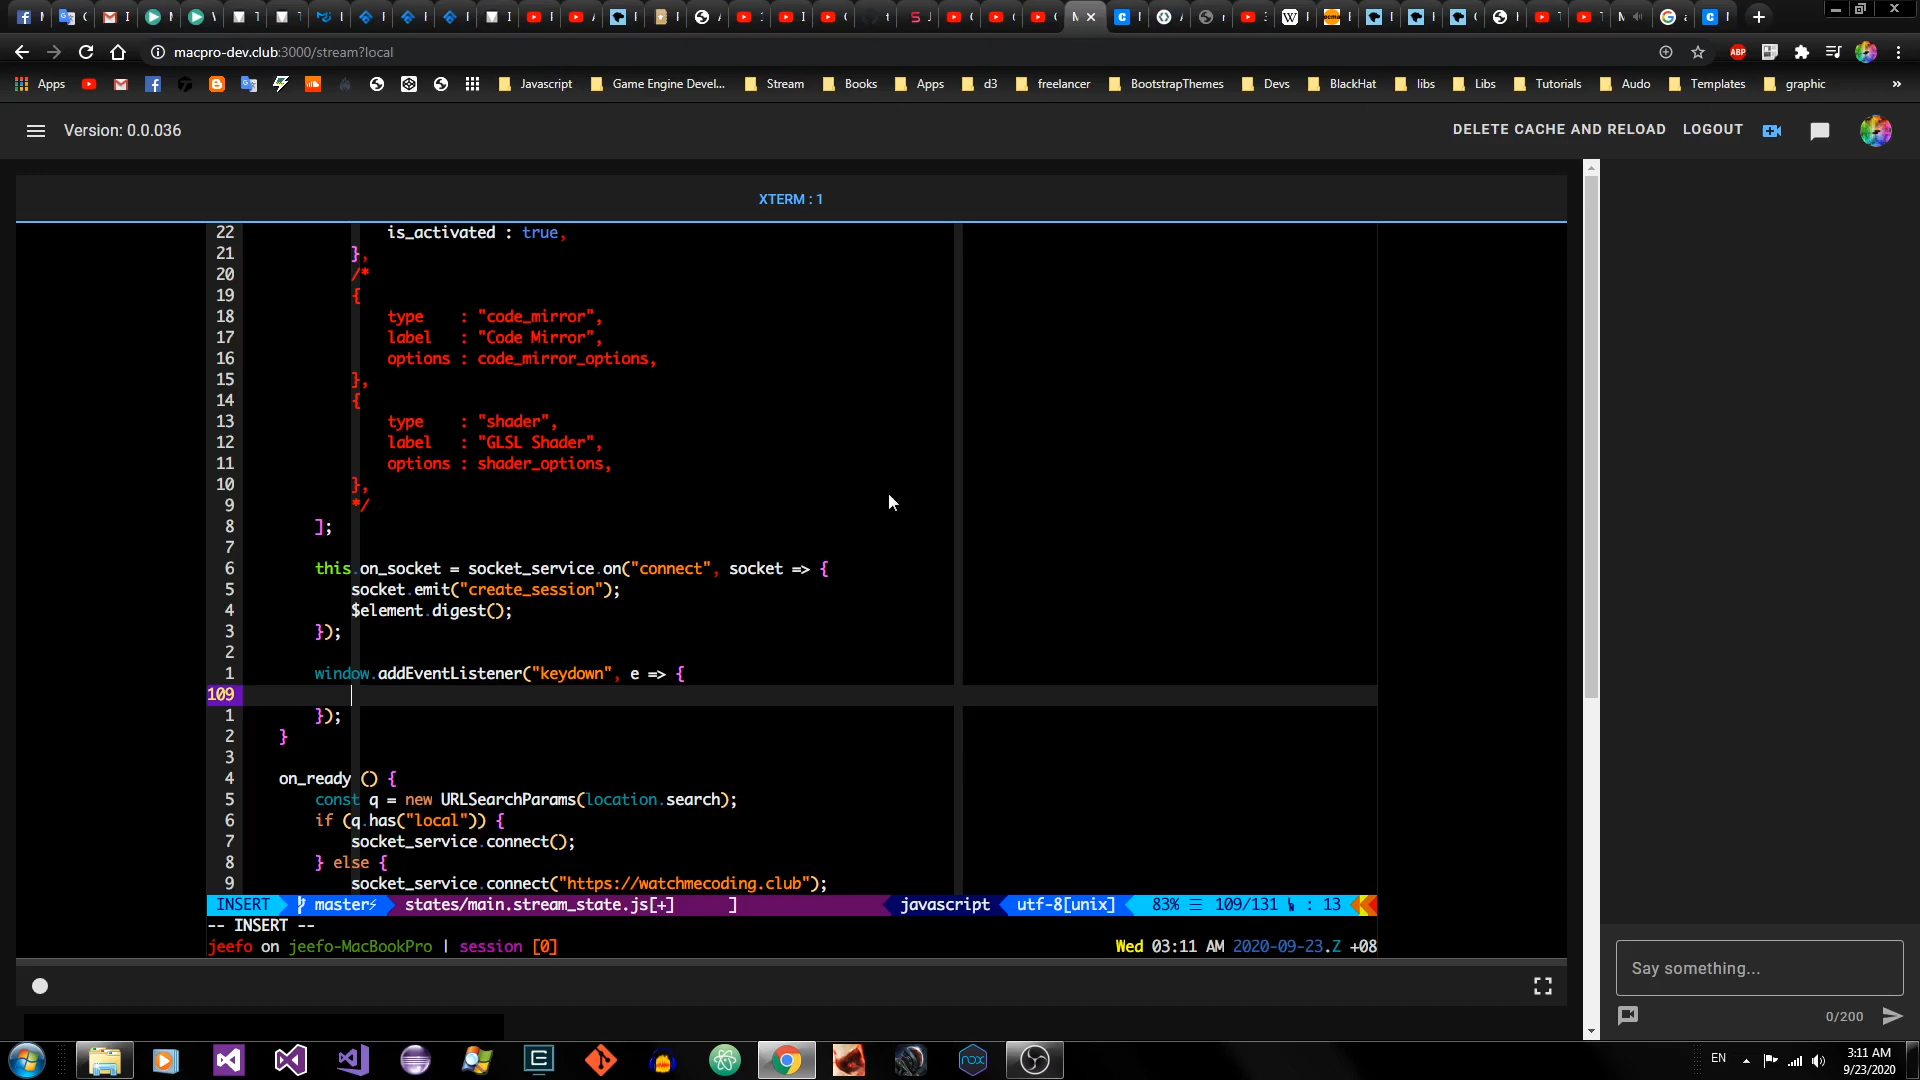 macpro-dev.club:3000/stream?local
Apps
Javascript
Game Engine Devel...
Stream
Books
Apps
d3
freelancer
BootstrapThemes
Devs
BlackHat
libs
Libs
Tutorials
Audo
Templates
graphic
»
Version: 0.0.036
DELETE CACHE AND RELOAD
LOGOUT
XTERM : 1
22 is_activated : true,
21 },
20 /*
19 {
18 type : "code_mirror",
17 label : "Code Mirror",
16 options : code_mirror_options,
15 },
14 {
13 type : "shader",
12 label : "GLSL Shader",
11 options : shader_options,
10 },
9 */
8 ];
7
6 this.on_socket = socket_service.on("connect", socket => {
5 socket.emit("create_session");
4 $element.digest();
3 });
2
1 window.addEventListener("keydown", e => {
109
1 });
2 }
3
4 on_ready () {
5 const q = new URLSearchParams(location.search);
6 if (q.has("local")) {
7 socket_service.connect();
8 } else {
9 socket_service.connect("https://watchmecoding.club");
INSERT master⚡ states/main.stream_state.js[+] ] javascript utf-8[unix] 83% ☰ 109/131 : 13
-- INSERT --
jeefo on jeefo-MacBookPro | session [0] Wed 03:11 AM 2020-09-23.Z +08
Say something...
0/200
EN
3:11 AM
9/23/2020